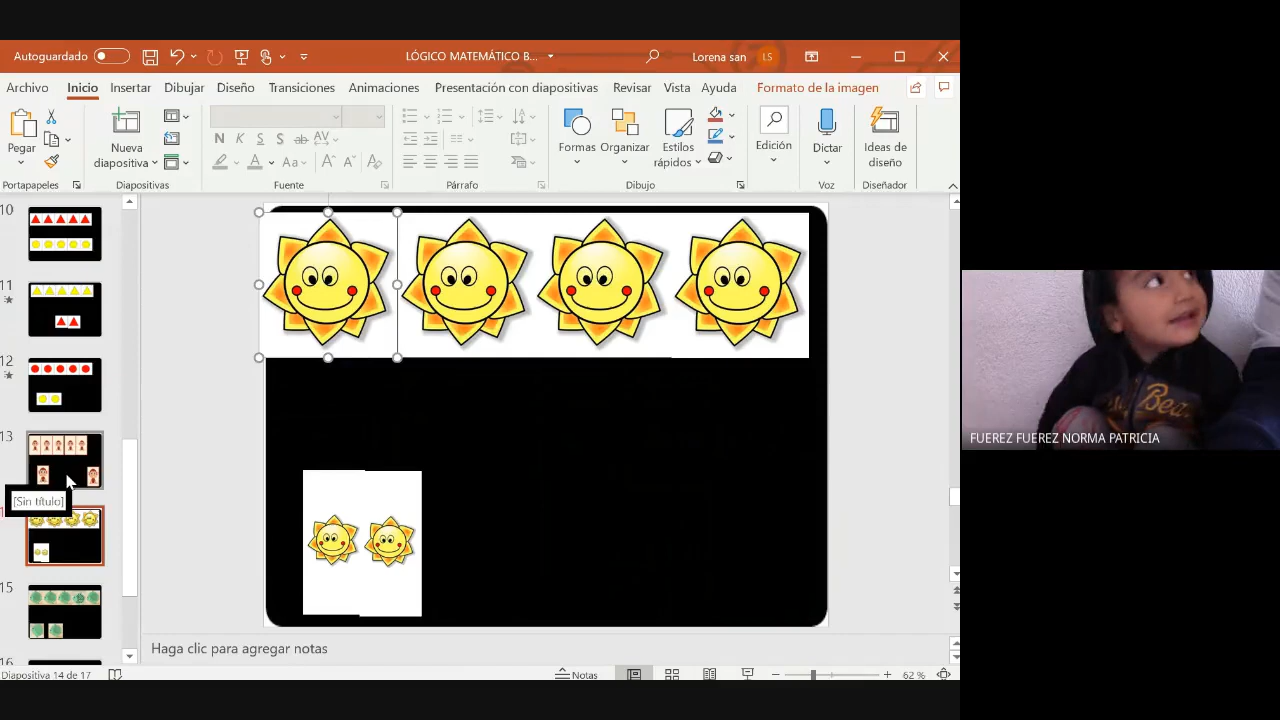 Autoguardado
LÓGICO MATEMÁTICO B...
Lorena san
LS
Archivo Inicio Insertar Dibujar Diseño Transiciones Animaciones Presentación con diapositivas Revisar Vista Ayuda Formato de la imagen
N K S S ab AV
A Aa A A
Pegar
Nueva
diapositiva
Formas
Organizar
Estilos
rápidos
Edición
Dictar
Ideas de
diseño
Portapapeles
Diapositivas
Fuente
Párrafo
Dibujo
Voz
Diseñador
10
11
12
13
[Sin título]
15
16
FUEREZ FUEREZ NORMA PATRICIA
Haga clic para agregar notas
Diapositiva 14 de 17
Notas
62 %